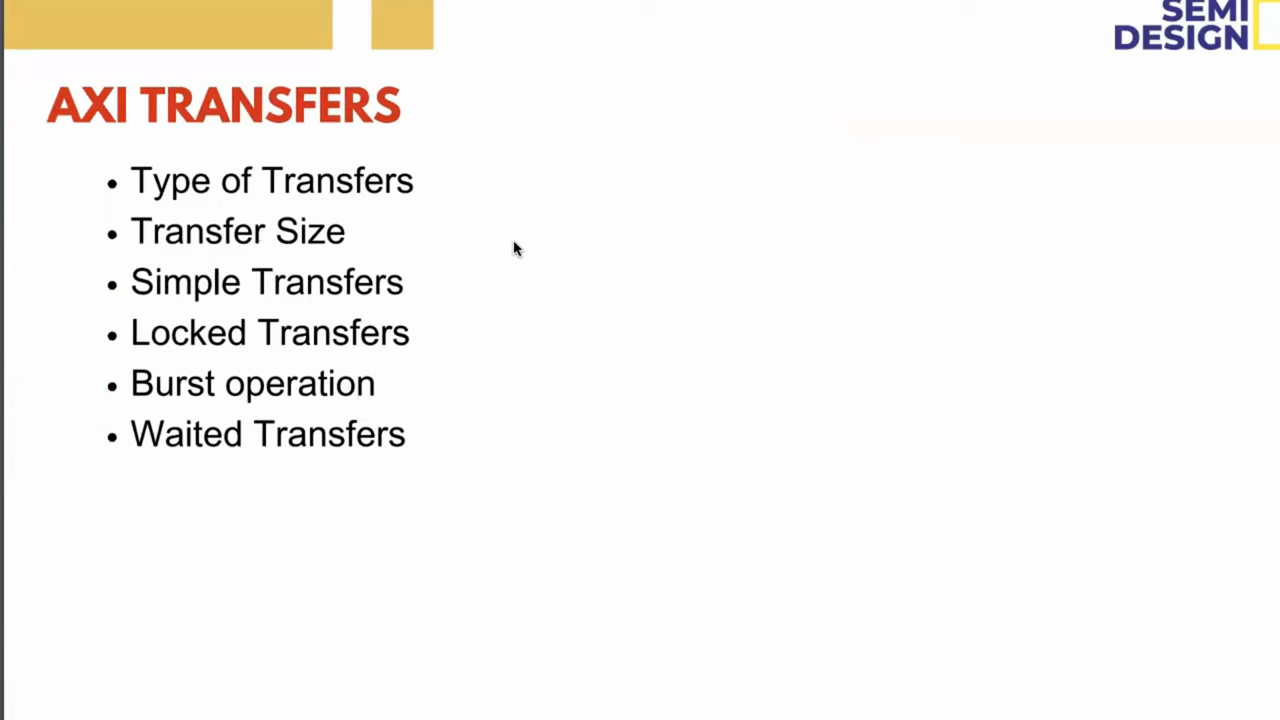 SEMI
DESIGN
AXI TRANSFERS
• Type of Transfers
• Transfer Size
• Simple Transfers
• Locked Transfers
• Burst operation
• Waited Transfers